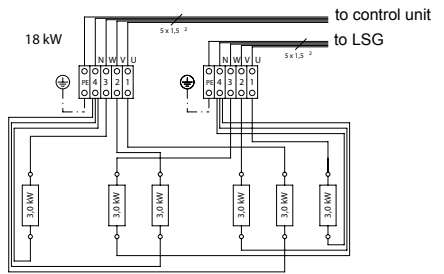 to control unit
18 kW
5 x 1,5 ²
to LSG
5 x 1,5 ²
N W V U
N W V U
PE 4 3 2 1
PE 4 3 2 1
3,0 kW
3,0 kW
3,0 kW
3,0 kW
3,0 kW
3,0 kW